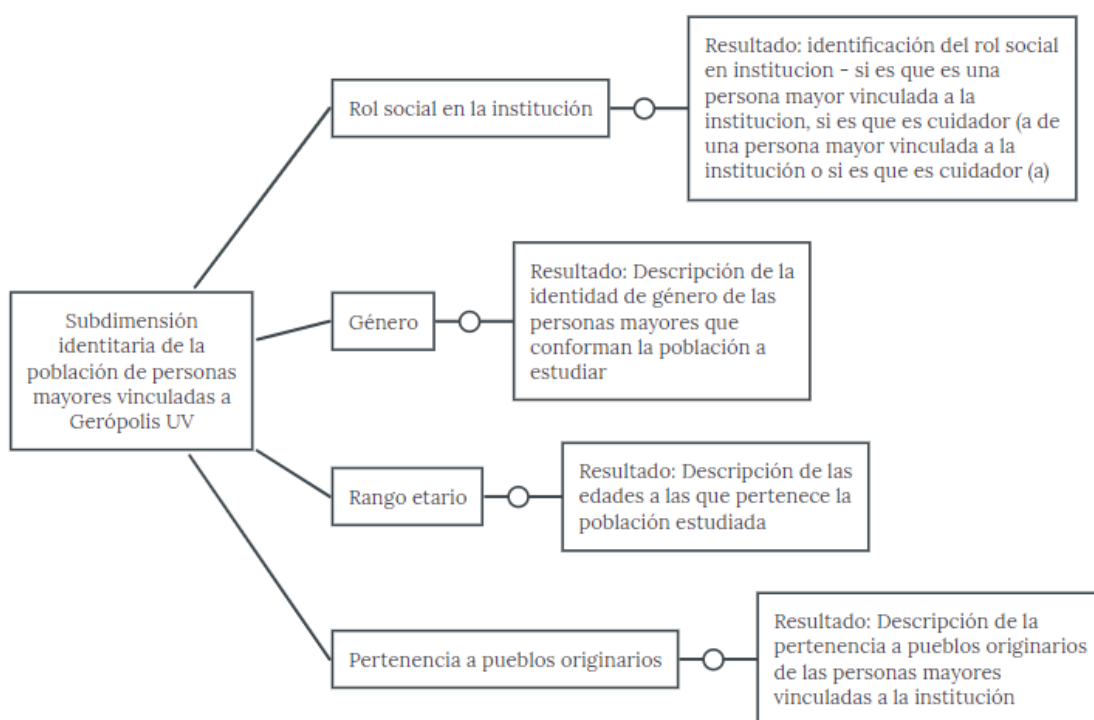 Resultado: identificación del rol social
en institucion - si es que es una
persona mayor vinculada a la
institucion, si es que es cuidador (a de
una persona mayor vinculada a la
institución o si es que es cuidador (a)
Rol social en la institución
Resultado: Descripción de la
identidad de género de las
personas mayores que
conforman la población a
estudiar
Género
Subdimensión
identitaria de la
población de personas
mayores vinculadas a
Gerópolis UV
Resultado: Descripción de las
edades a las que pertenece la
población estudiada
Rango etario
Resultado: Descripción de la
pertenencia a pueblos originarios
de las personas mayores
vinculadas a la institución
Pertenencia a pueblos originarios